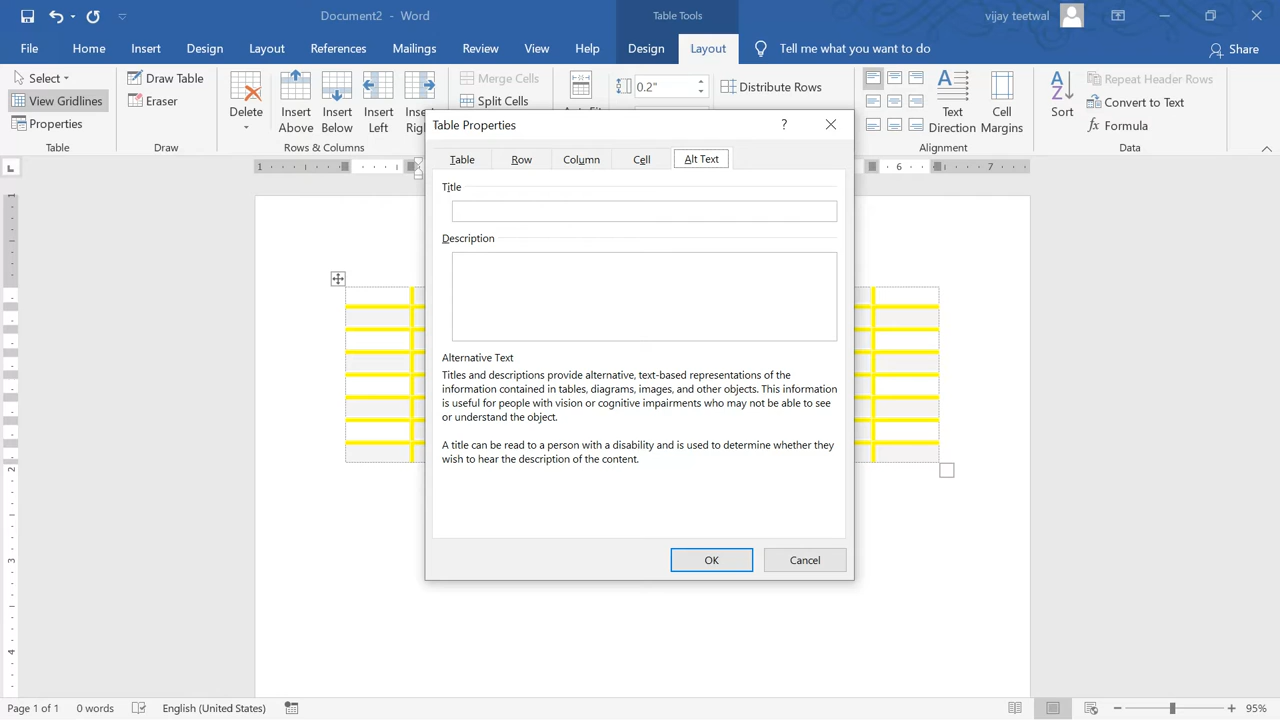 Document2 - Word
Table Tools
vijay teetwal
File Home Insert Design Layout References Mailings Review View Help Design Layout Tell me what you want to do Share
Select
View Gridlines
Properties
Table
Draw Table
Eraser
Draw
Delete
Insert Above
Insert Below
Insert Left
Insert
Rows & Columns
Merge Cells
Split Cells
0.2"
Distribute Rows
Text Direction
Cell Margins
Alignment
Sort
Repeat Header Rows
Convert to Text
Formula
Data
1 6 7
Table Properties ?
Table Row Column Cell Alt Text
Title
Description
Alternative Text
Titles and descriptions provide alternative, text-based representations of the
information contained in tables, diagrams, images, and other objects. This information
is useful for people with vision or cognitive impairments who may not be able to see
or understand the object.
A title can be read to a person with a disability and is used to determine whether they
wish to hear the description of the content.
OK Cancel
1
2
3
4
Page 1 of 1 0 words English (United States) 95%